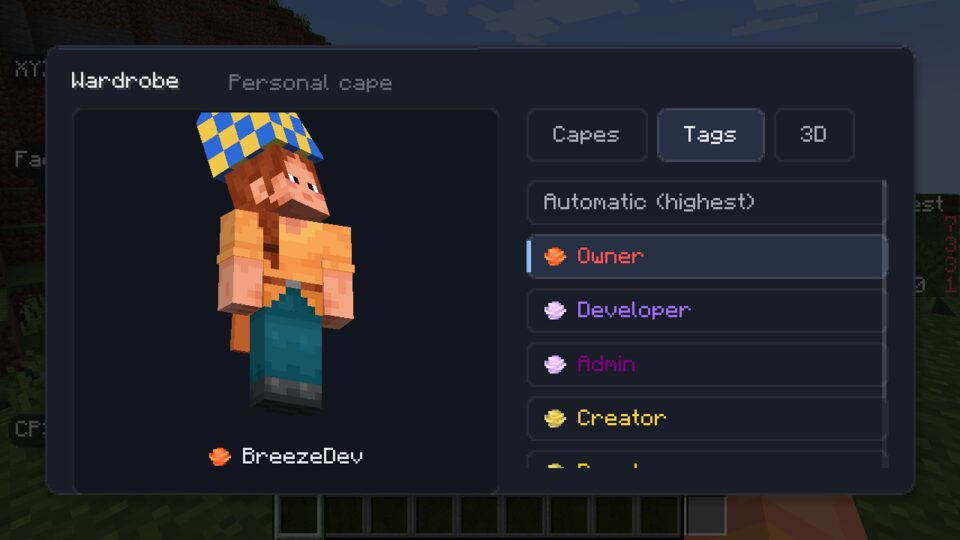 Wardrobe
Personal cape
Capes
Tags
3D
Automatic (highest)
Owner
Developer
Admin
Creator
BreezeDev